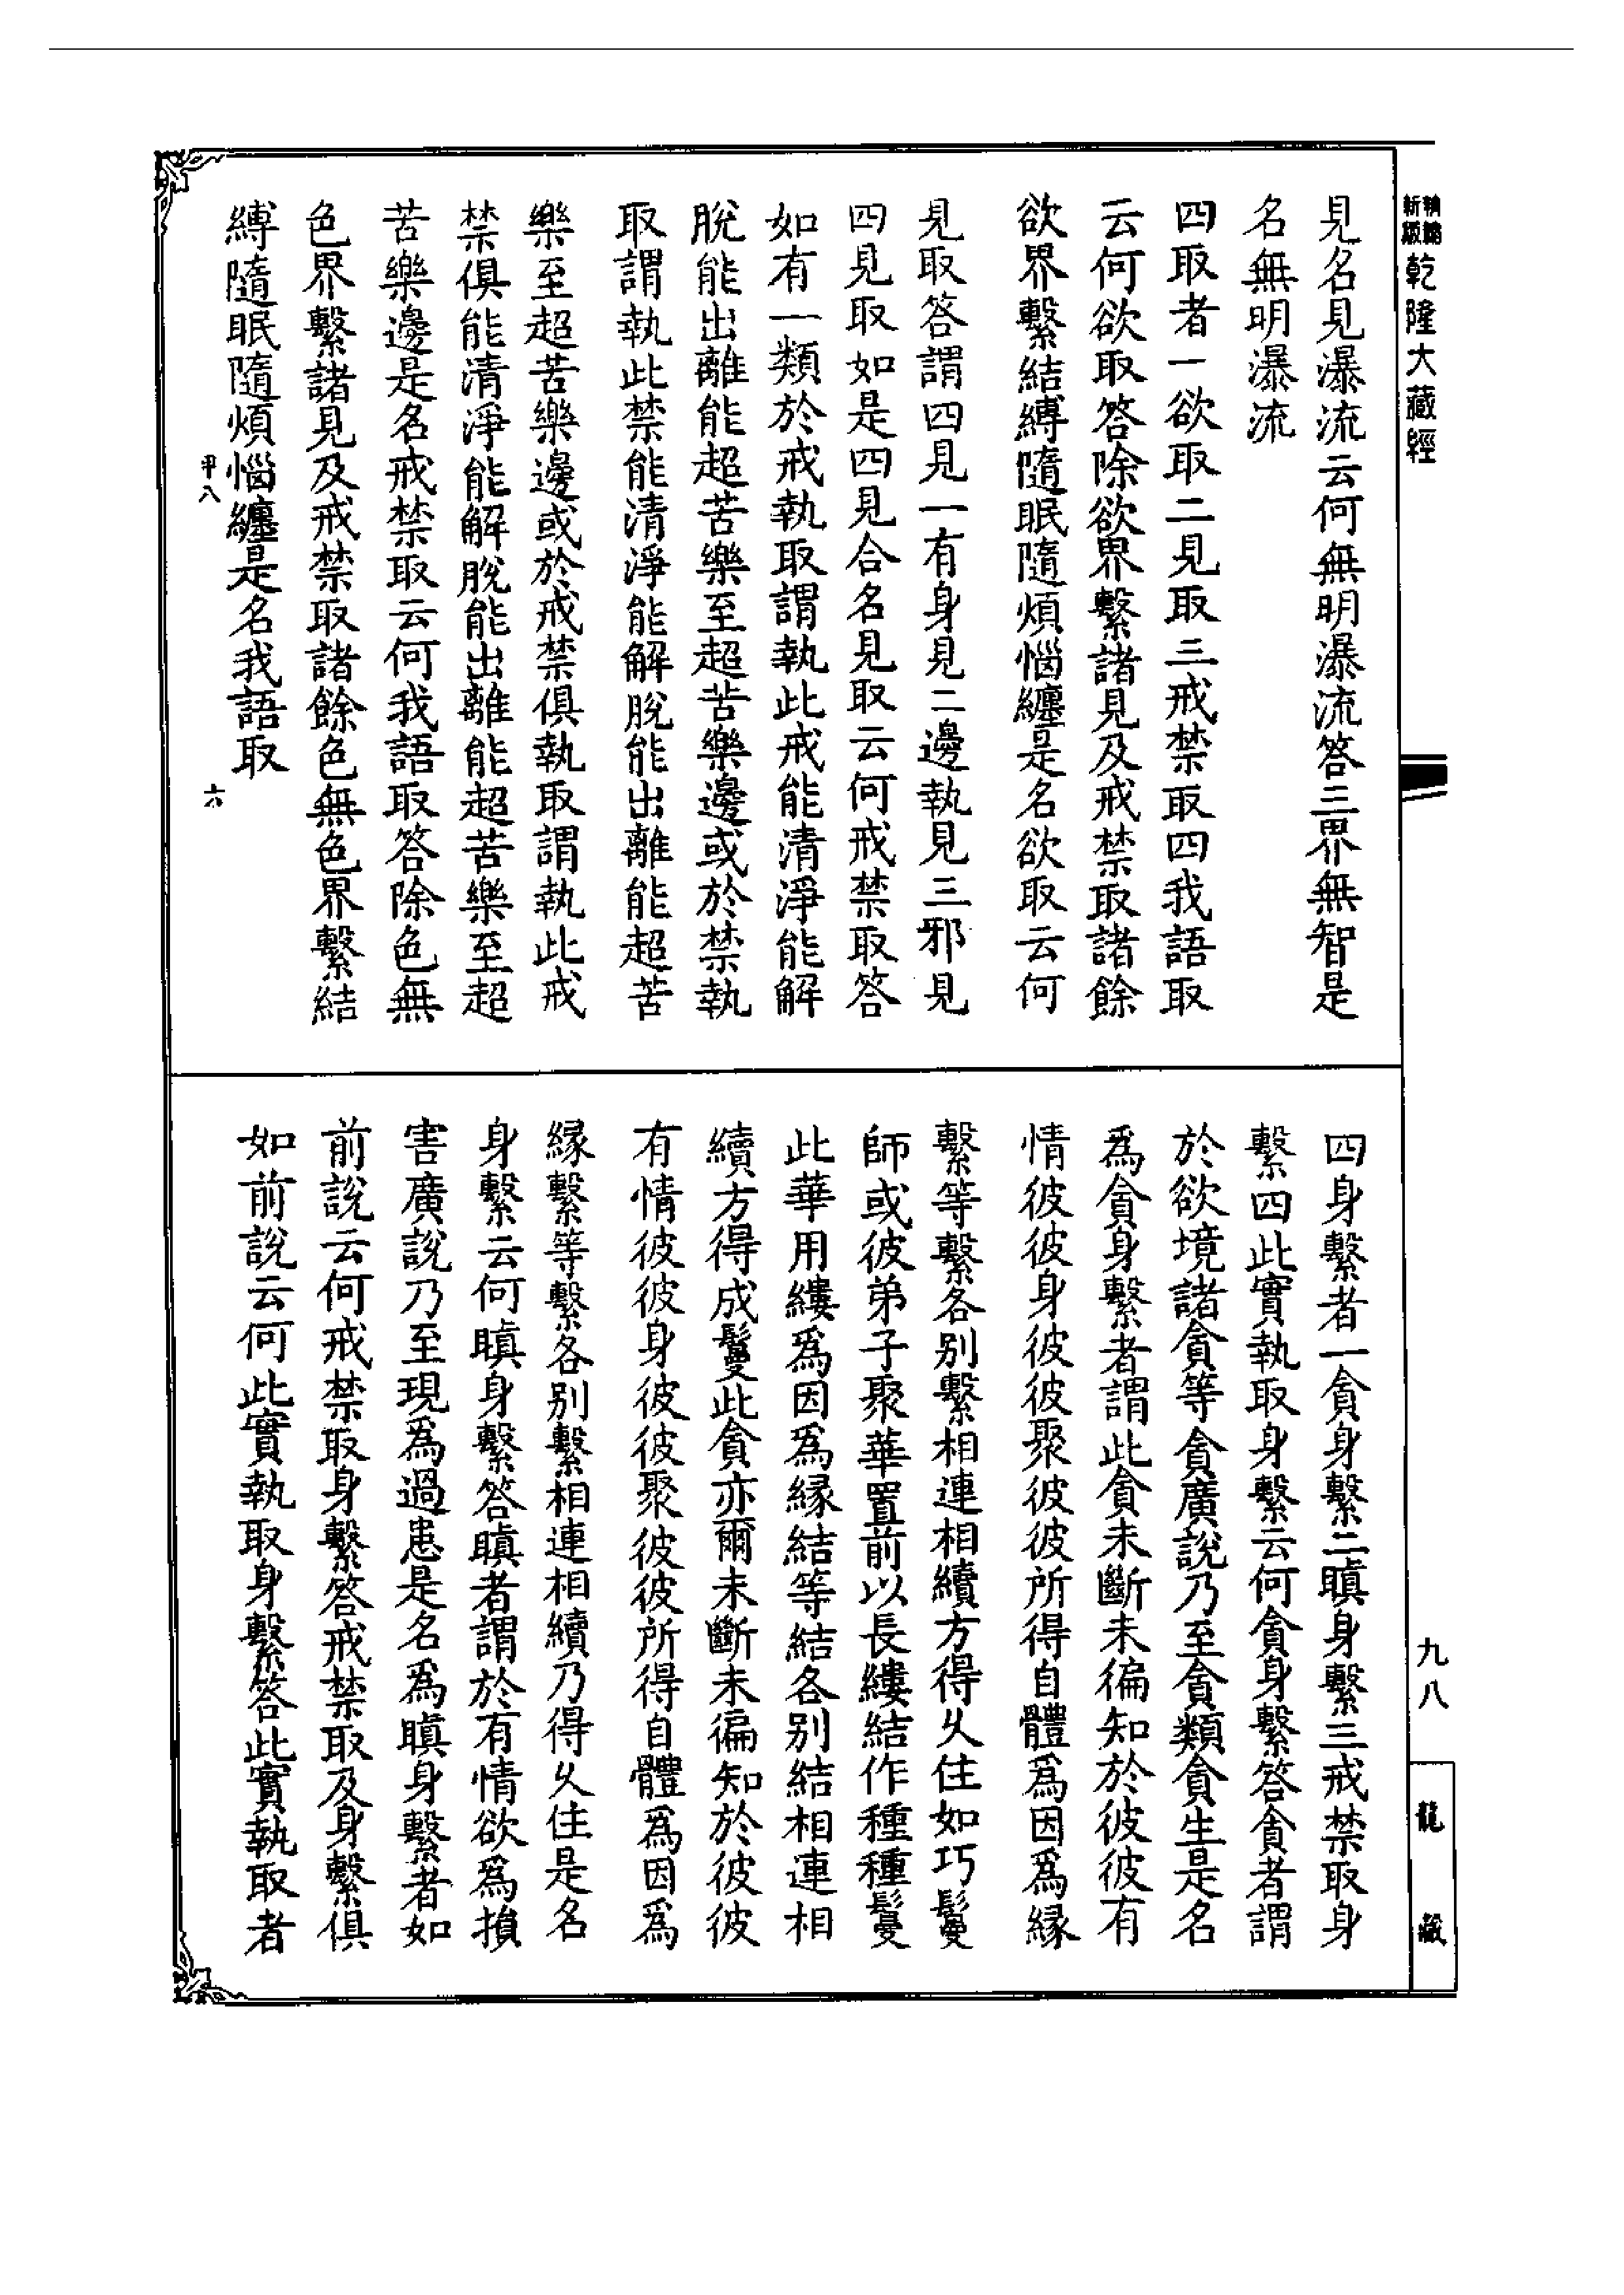 精編
新版
乾隆大藏經
見名見瀑流云何無明瀑流答三界無智是
名無明瀑流
四取者一欲取二見取三戒禁取四我語取
云何欲取答除欲界繫諸見及戒禁取諸餘
欲界繫結縛隨眠隨煩惱纏是名欲取云何
見取答謂四見一有身見二邊執見三邪見
四見取如是四見合名見取云何戒禁取答
如有一類於戒執取謂執此戒能清淨能解
脫能出離能超苦樂至超苦樂邊或於禁執
取謂執此禁能清淨能解脫能出離能超苦
樂至超苦樂邊或於戒禁俱執取謂執此戒
禁俱能清淨能解脫能出離能超苦樂至超
苦樂邊是名戒禁取云何我語取答除色無
色界繫諸見及戒禁取諸餘色無色界繫結
縛隨眠隨煩惱纏是名我語取
甲八
六
四身繫者一貪身繫二瞋身繫三戒禁取身
繫四此實執取身繫云何貪身繫答貪者謂
於欲境諸貪等貪廣說乃至貪類貪生是名
為貪身繫者謂此貪未斷未徧知於彼彼有
情彼彼身彼彼聚彼彼所得自體為因為緣
繫等繫各別繫相連相續方得久住如巧鬘
師或彼弟子聚華置前以長縷結作種種鬘
此華用縷為因為緣結等結各別結相連相
續方得成鬘此貪亦爾未斷未徧知於彼彼
有情彼彼身彼彼聚彼彼所得自體為因為
緣繫等繫各別繫相連相續乃得久住是名
身繫云何瞋身繫答瞋者謂於有情欲為損
害廣說乃至現為過患是名為瞋身繫者如
前說云何戒禁取身繫答戒禁取及身繫俱
如前說云何此實執取身繫答此實執取者
九八
龍藏